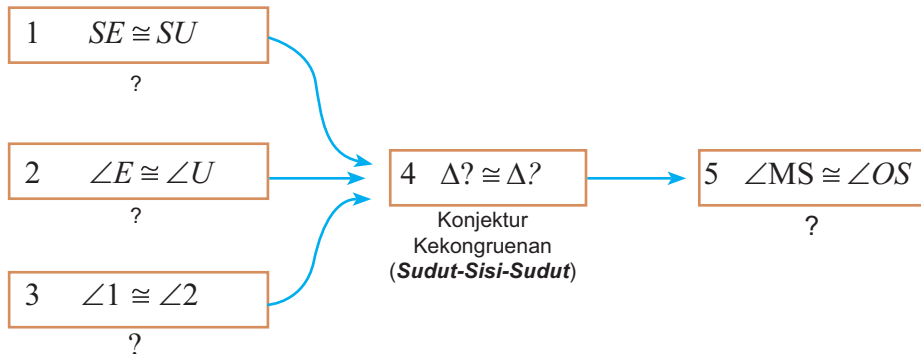 1 SE ≅ SU
?
2 ∠E ≅ ∠U
?
3 ∠1 ≅ ∠2
?
4 Δ? ≅ Δ?
Konjektur
Kekongruenan
(Sudut-Sisi-Sudut)
5 ∠MS ≅ ∠OS
?